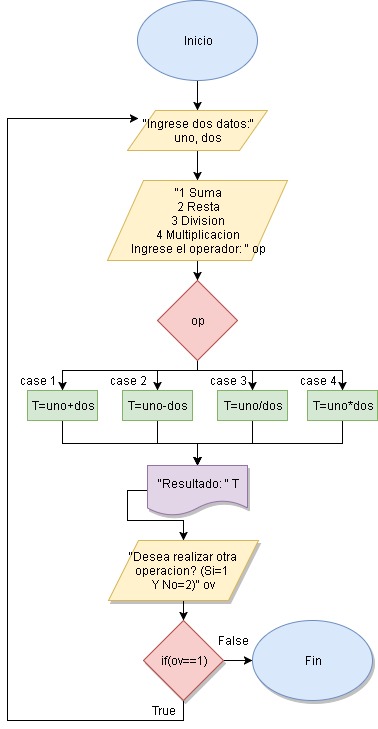 Inicio
"Ingrese dos datos:"
uno, dos
"1 Suma
2 Resta
3 Division
4 Multiplicacion
Ingrese el operador: " op
op
case 1
case 2
case 3
case 4
T=uno+dos
T=uno-dos
T=uno/dos
T=uno*dos
"Resultado: " T
"Desea realizar otra
operacion? (Si=1
Y No=2)" ov
False
if(ov==1)
Fin
True